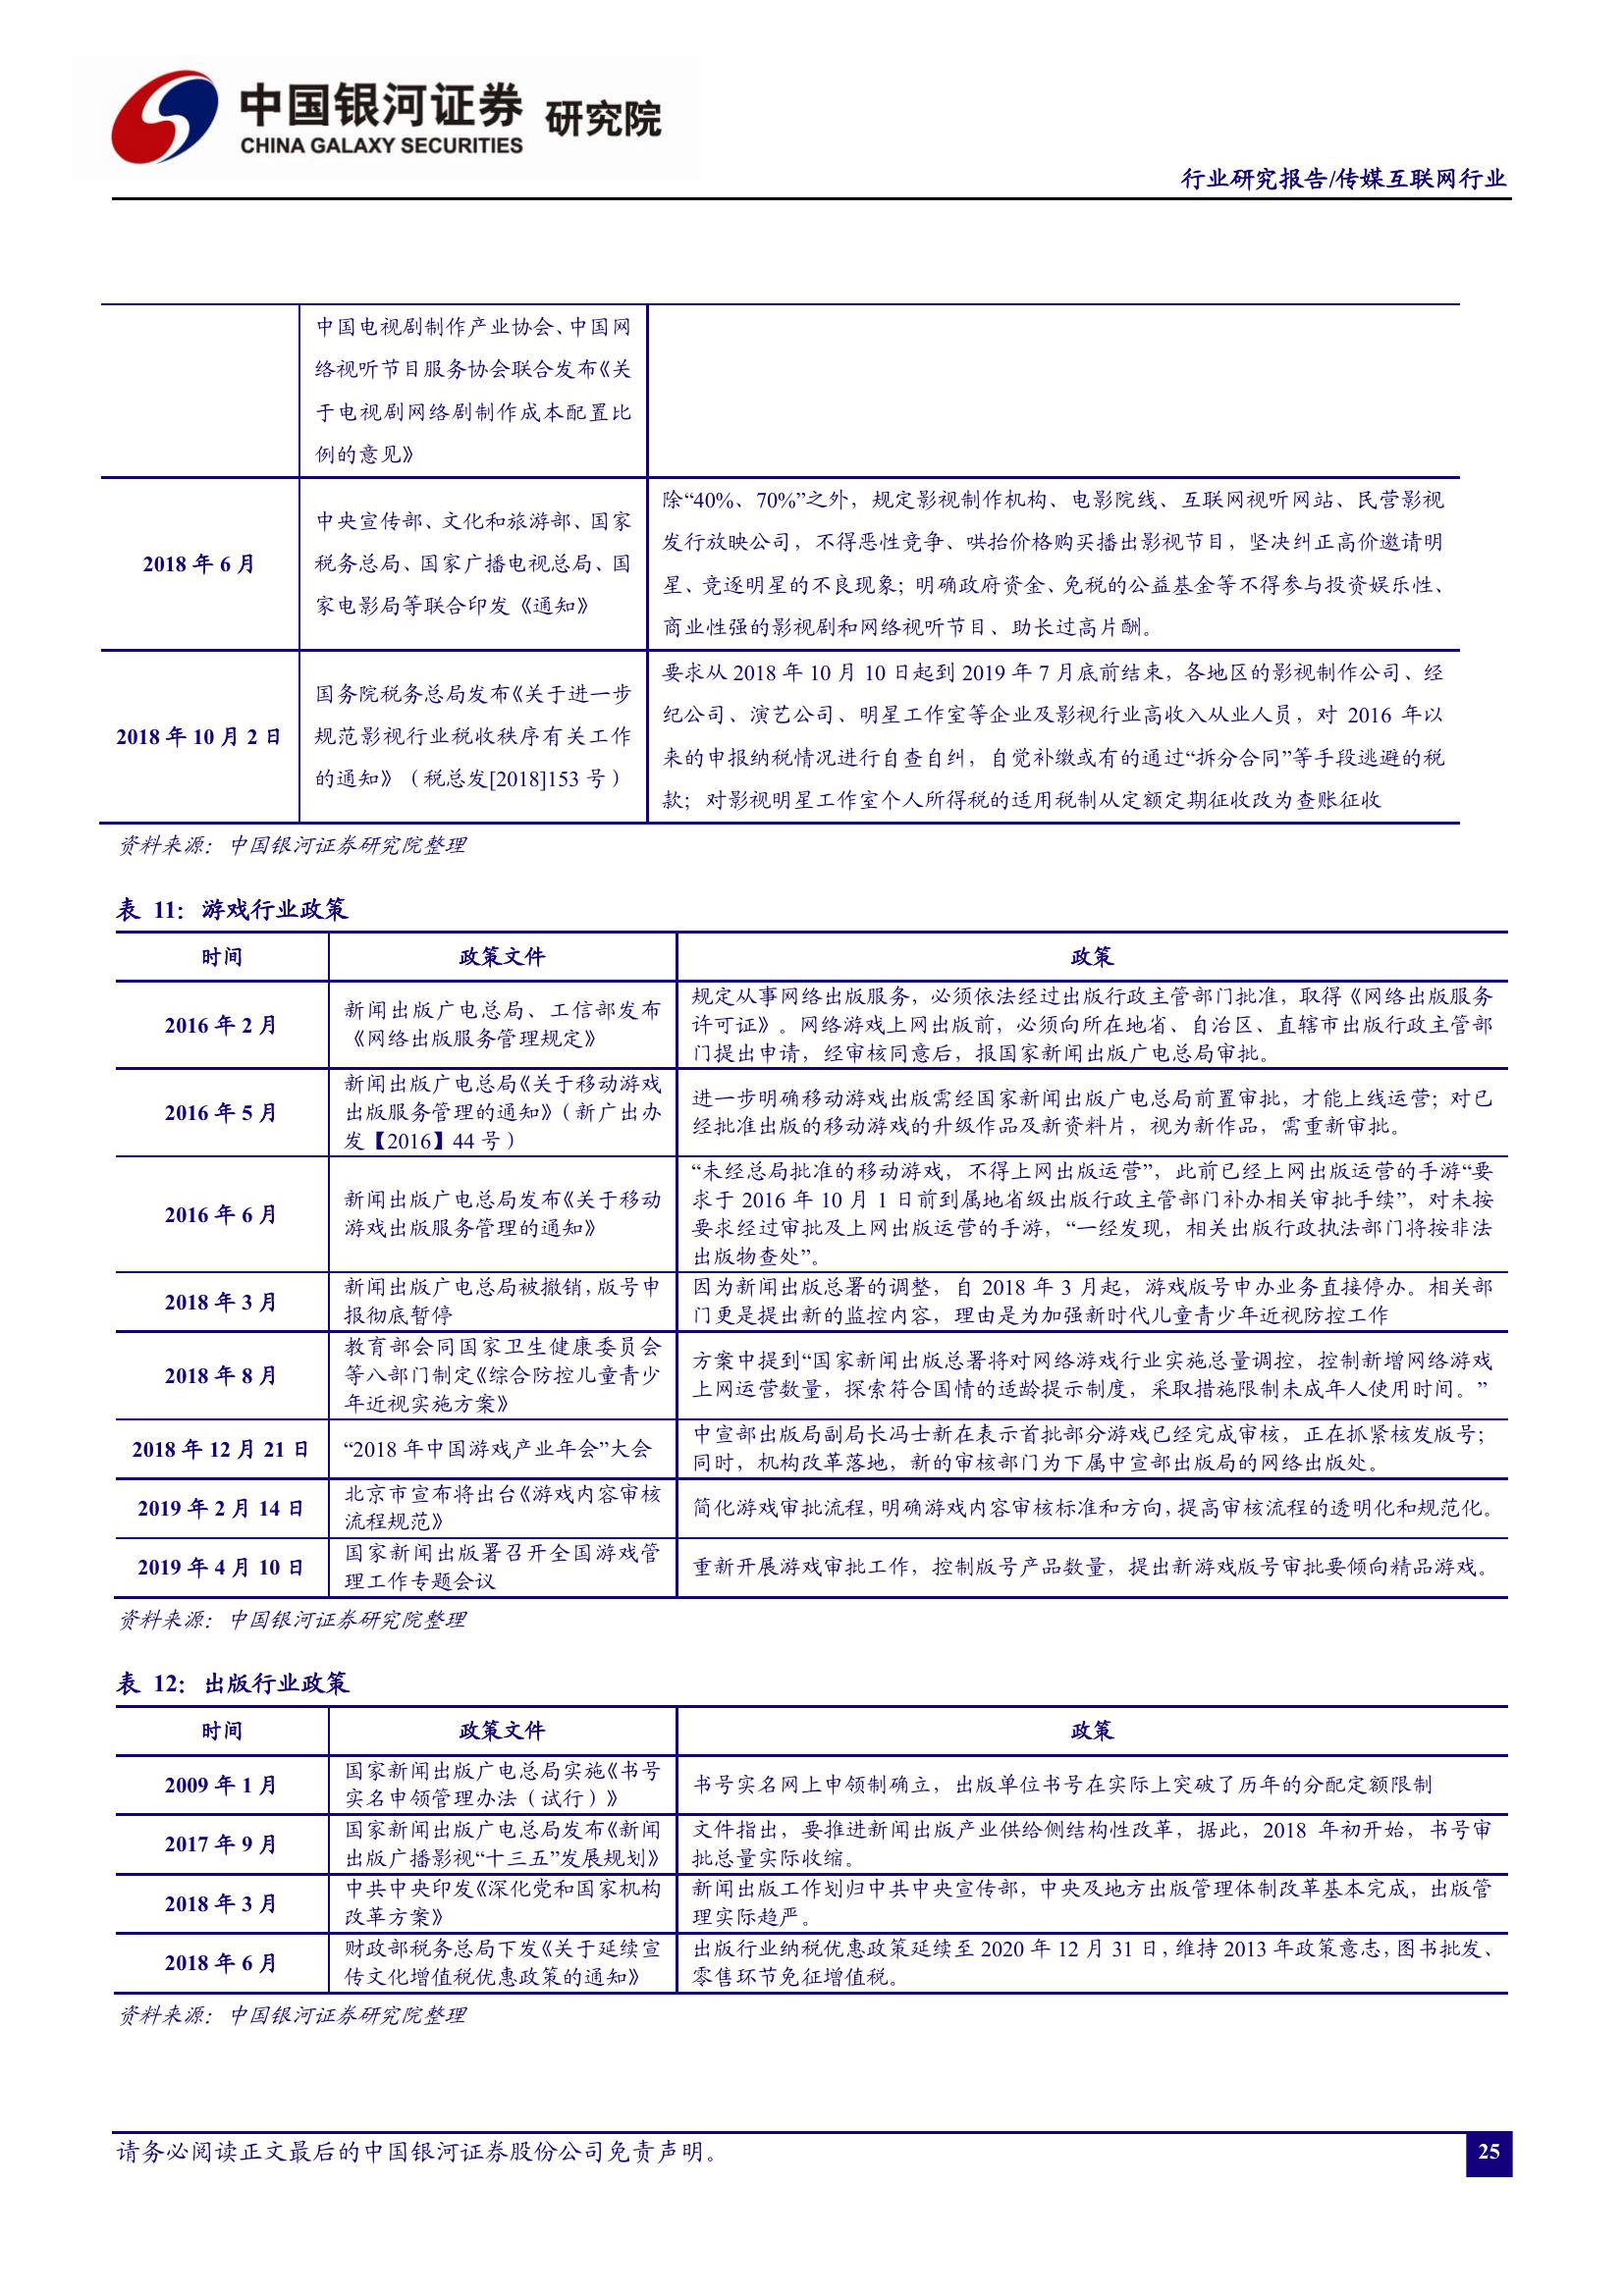 中国银河证券 研究院
CHINA GALAXY SECURITIES
行业研究报告/传媒互联网行业
中国电视剧制作产业协会、中国网
络视听节目服务协会联合发布《关
于电视剧网络剧制作成本配置比
例的意见》
2018 年 6 月
中央宣传部、文化和旅游部、国家
税务总局、国家广播电视总局、国
家电影局等联合印发《通知》
除“40%、70%”之外，规定影视制作机构、电影院线、互联网视听网站、民营影视
发行放映公司，不得恶性竞争、哄抬价格购买播出影视节目，坚决纠正高价邀请明
星、竞逐明星的不良现象；明确政府资金、免税的公益基金等不得参与投资娱乐性、
商业性强的影视剧和网络视听节目、助长过高片酬。
2018 年 10 月 2 日
国务院税务总局发布《关于进一步
规范影视行业税收秩序有关工作
的通知》（税总发[2018]153 号）
要求从 2018 年 10 月 10 日起到 2019 年 7 月底前结束，各地区的影视制作公司、经
纪公司、演艺公司、明星工作室等企业及影视行业高收入从业人员，对 2016 年以
来的申报纳税情况进行自查自纠，自觉补缴或有的通过“拆分合同”等手段逃避的税
款；对影视明星工作室个人所得税的适用税制从定额定期征收改为查账征收
资料来源：中国银河证券研究院整理
表 11：游戏行业政策
时间
政策文件
政策
2016 年 2 月
新闻出版广电总局、工信部发布
《网络出版服务管理规定》
规定从事网络出版服务，必须依法经过出版行政主管部门批准，取得《网络出版服务
许可证》。网络游戏上网出版前，必须向所在地省、自治区、直辖市出版行政主管部
门提出申请，经审核同意后，报国家新闻出版广电总局审批。
2016 年 5 月
新闻出版广电总局《关于移动游戏
出版服务管理的通知》（新广出办
发【2016】44 号）
进一步明确移动游戏出版需经国家新闻出版广电总局前置审批，才能上线运营；对已
经批准出版的移动游戏的升级作品及新资料片，视为新作品，需重新审批。
2016 年 6 月
新闻出版广电总局发布《关于移动
游戏出版服务管理的通知》
“未经总局批准的移动游戏，不得上网出版运营”，此前已经上网出版运营的手游“要
求于 2016 年 10 月 1 日前到属地省级出版行政主管部门补办相关审批手续”，对未按
要求经过审批及上网出版运营的手游，“一经发现，相关出版行政执法部门将按非法
出版物查处”。
2018 年 3 月
新闻出版广电总局被撤销，版号申
报彻底暂停
因为新闻出版总署的调整，自 2018 年 3 月起，游戏版号申办业务直接停办。相关部
门更是提出新的监控内容，理由是为加强新时代儿童青少年近视防控工作
2018 年 8 月
教育部会同国家卫生健康委员会
等八部门制定《综合防控儿童青少
年近视实施方案》
方案中提到“国家新闻出版总署将对网络游戏行业实施总量调控，控制新增网络游戏
上网运营数量，探索符合国情的适龄提示制度，采取措施限制未成年人使用时间。”
2018 年 12 月 21 日
“2018 年中国游戏产业年会”大会
中宣部出版局副局长冯士新在表示首批部分游戏已经完成审核，正在抓紧核发版号；
同时，机构改革落地，新的审核部门为下属中宣部出版局的网络出版处。
2019 年 2 月 14 日
北京市宣布将出台《游戏内容审核
流程规范》
简化游戏审批流程，明确游戏内容审核标准和方向，提高审核流程的透明化和规范化。
2019 年 4 月 10 日
国家新闻出版署召开全国游戏管
理工作专题会议
重新开展游戏审批工作，控制版号产品数量，提出新游戏版号审批要倾向精品游戏。
资料来源：中国银河证券研究院整理
表 12：出版行业政策
时间
政策文件
政策
2009 年 1 月
国家新闻出版广电总局实施《书号
实名申领管理办法（试行）》
书号实名网上申领制确立，出版单位书号在实际上突破了历年的分配定额限制
2017 年 9 月
国家新闻出版广电总局发布《新闻
出版广播影视“十三五”发展规划》
文件指出，要推进新闻出版产业供给侧结构性改革，据此，2018 年初开始，书号审
批总量实际收缩。
2018 年 3 月
中共中央印发《深化党和国家机构
改革方案》
新闻出版工作划归中共中央宣传部，中央及地方出版管理体制改革基本完成，出版管
理实际趋严。
2018 年 6 月
财政部税务总局下发《关于延续宣
传文化增值税优惠政策的通知》
出版行业纳税优惠政策延续至 2020 年 12 月 31 日，维持 2013 年政策意志，图书批发、
零售环节免征增值税。
资料来源：中国银河证券研究院整理
请务必阅读正文最后的中国银河证券股份公司免责声明。
25